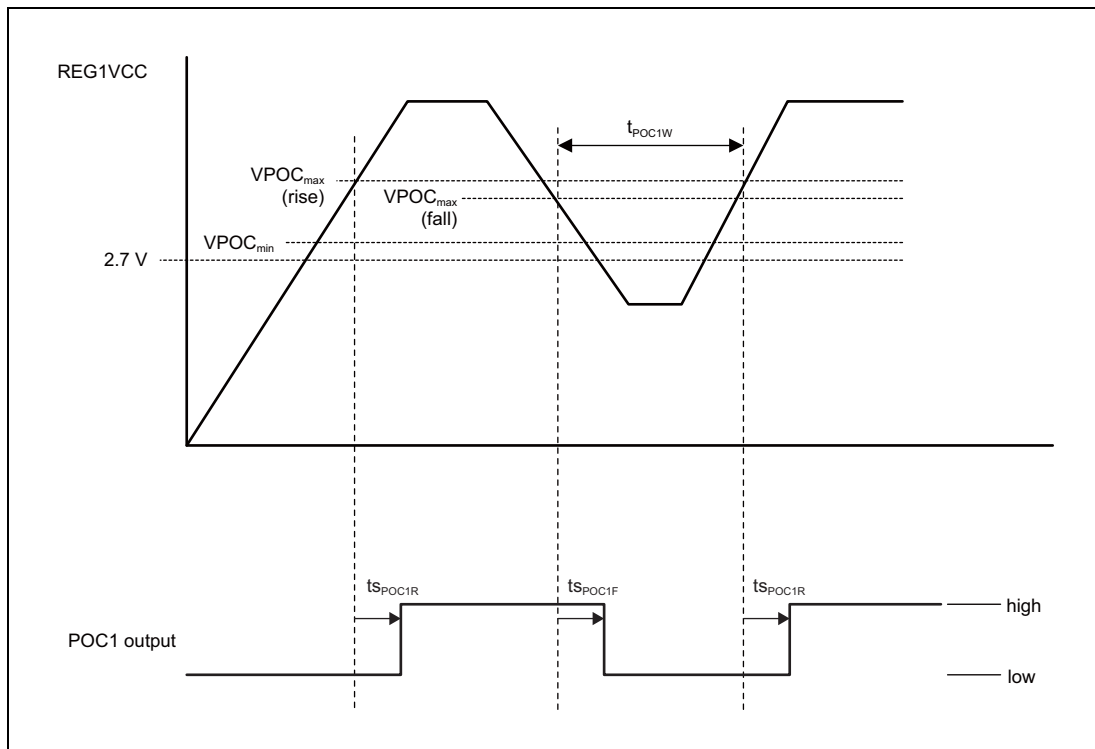 REG1VCC
tPOC1W
VPOCmax
(rise)
VPOCmax
(fall)
VPOCmin
2.7 V
tsPOC1R
tsPOC1F
tsPOC1R
high
POC1 output
low